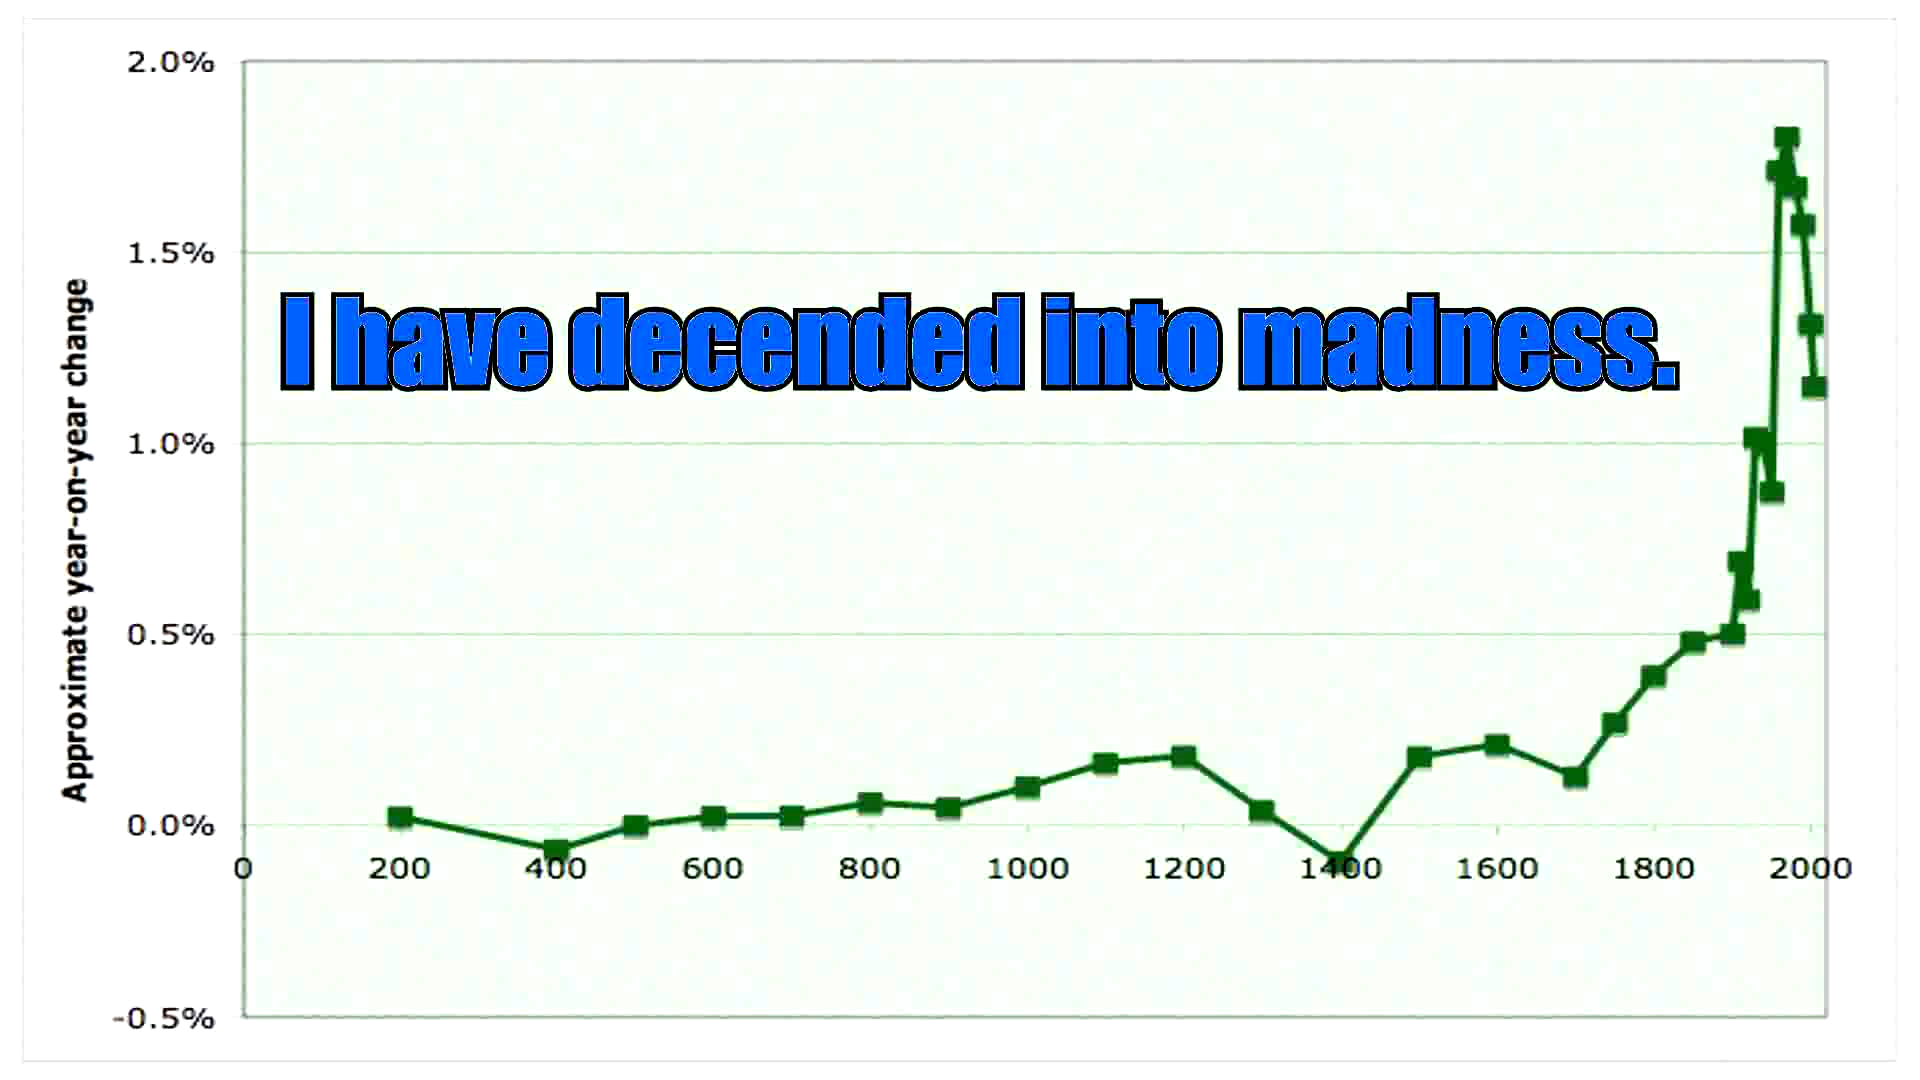 2.0%
1.5%
I have decended into madness.
1.0%
0.5%
0.0%
0 200 400 600 800 1000 1200 1400 1600 1800 2000
-0.5%
Approximate year-on-year change